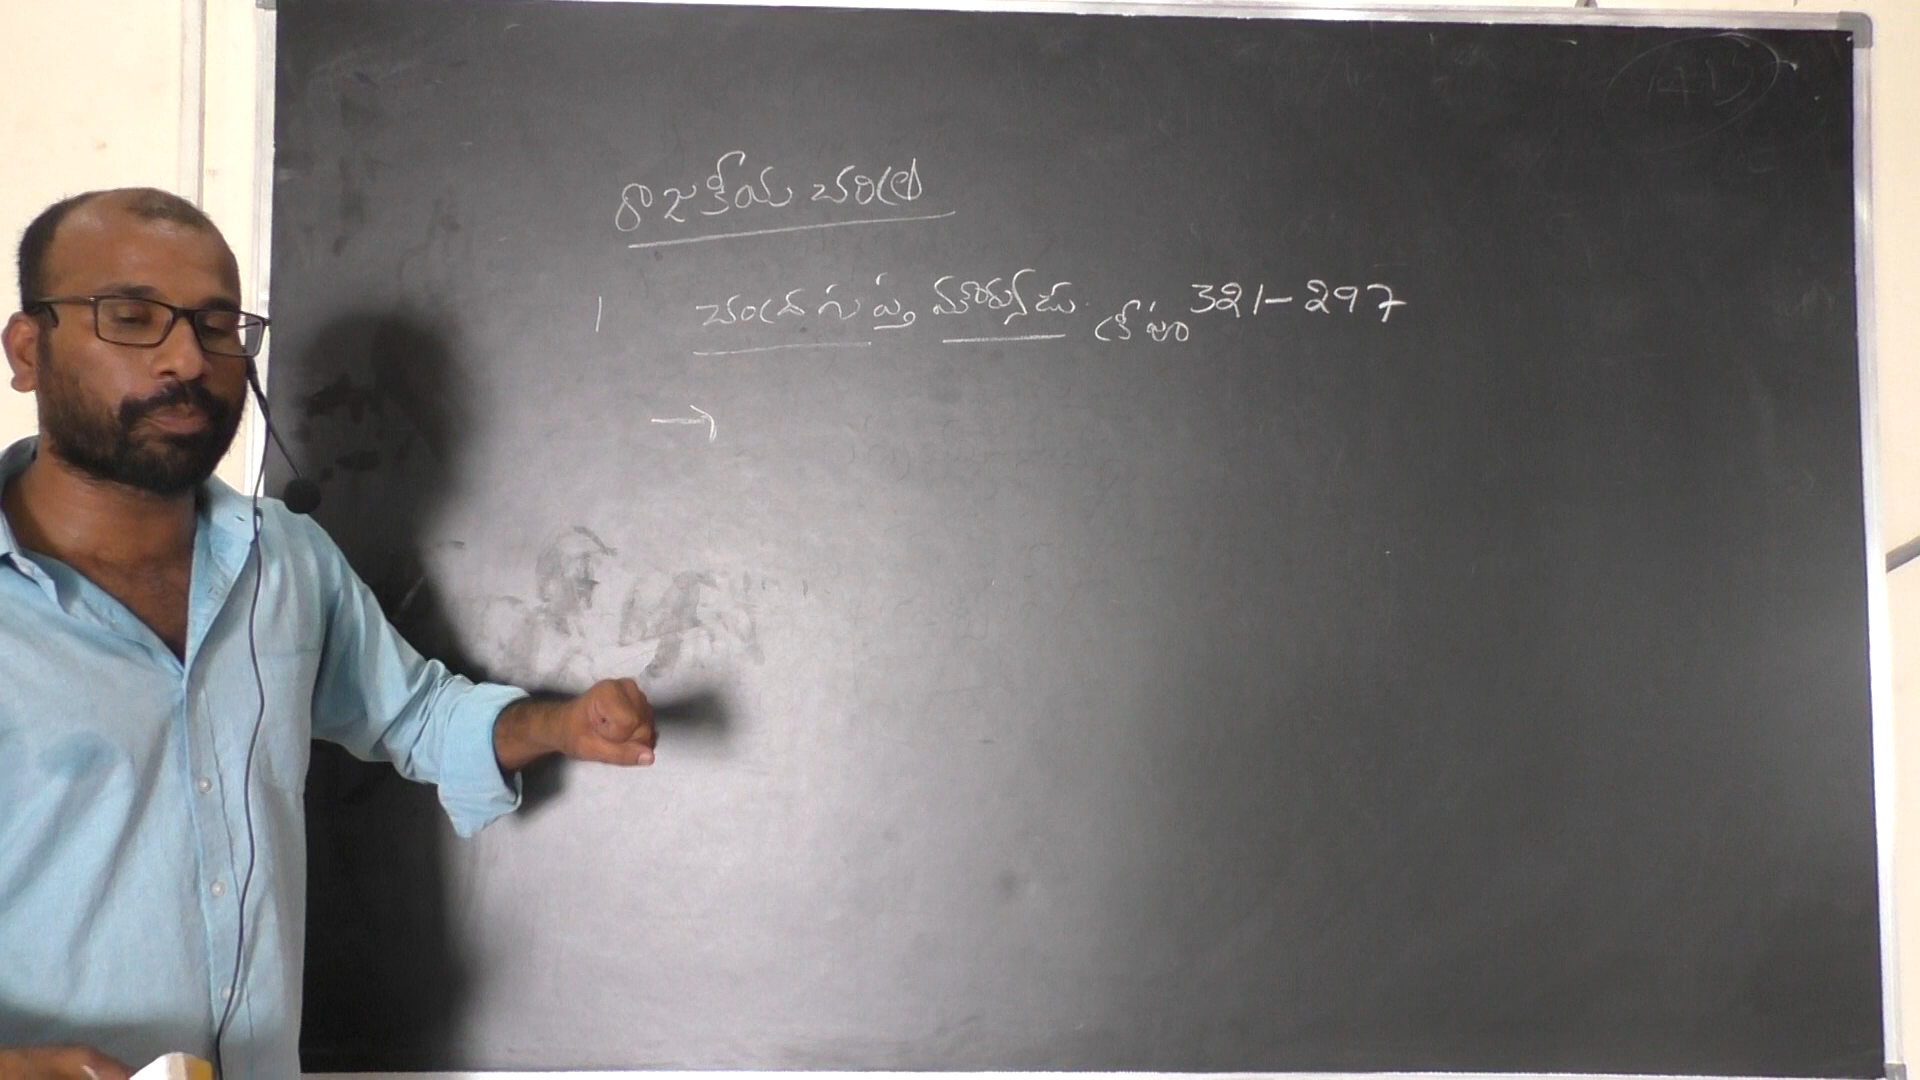 రాజకీయ చరిత్ర
1 చంద్రగుప్త మౌర్యుడు క్రీపూ 321-297
→